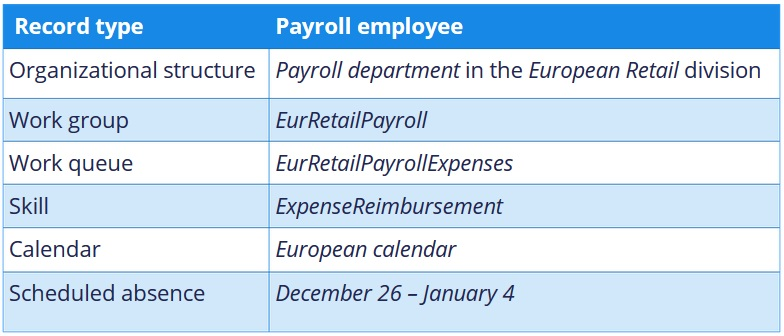 Record type Payroll employee
Organizational structure Payroll department in the European Retail division
Work group EurRetailPayroll
Work queue EurRetailPayrollExpenses
Skill ExpenseReimbursement
Calendar European calendar
Scheduled absence December 26 – January 4